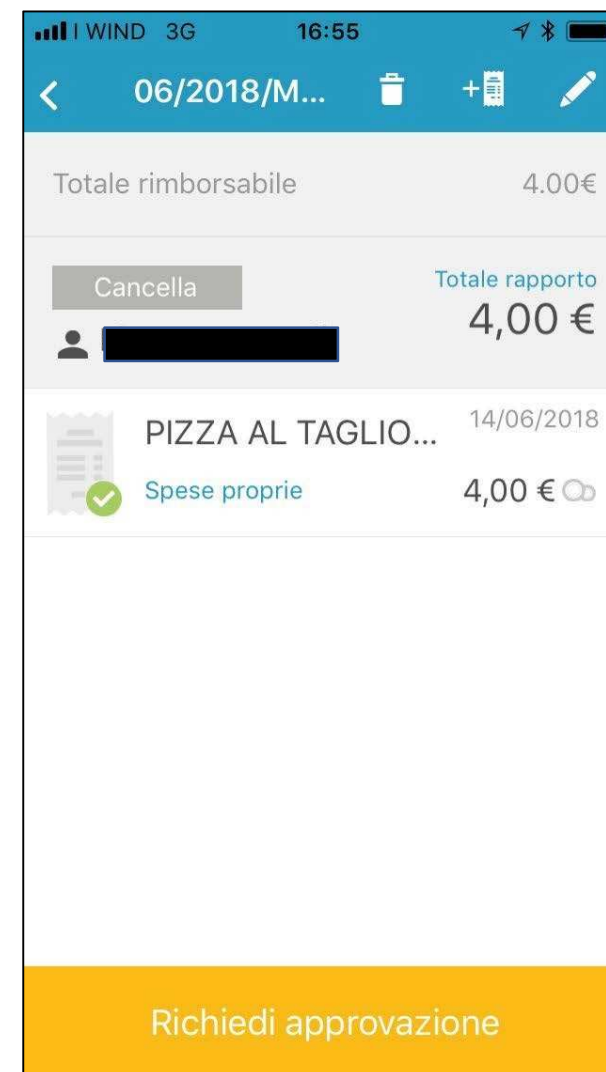 I WIND 3G 16:55
06/2018/M...
Totale rimborsabile 4.00€
Cancella
Totale rapporto
4,00 €
PIZZA AL TAGLIO... 14/06/2018
Spese proprie 4,00 €
Richiedi approvazione